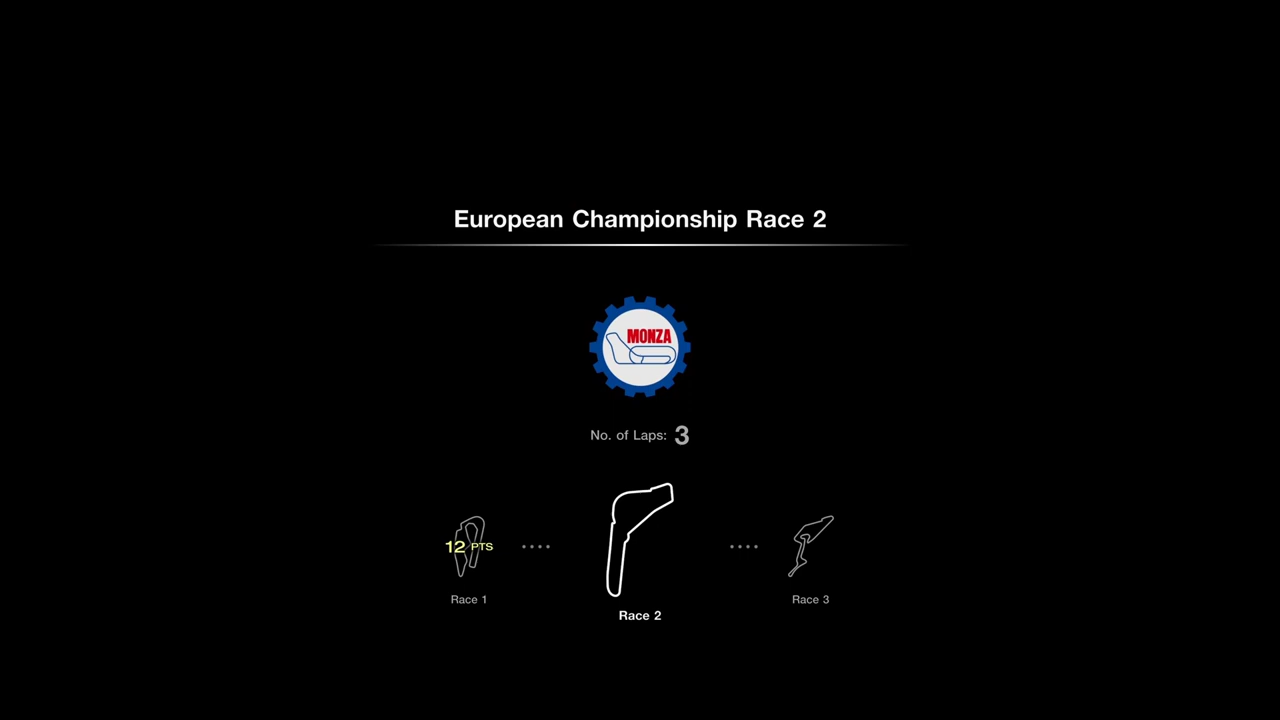 European Championship Race 2
MONZA
No. of Laps: 3
12 PTS
Race 1
Race 2
Race 3